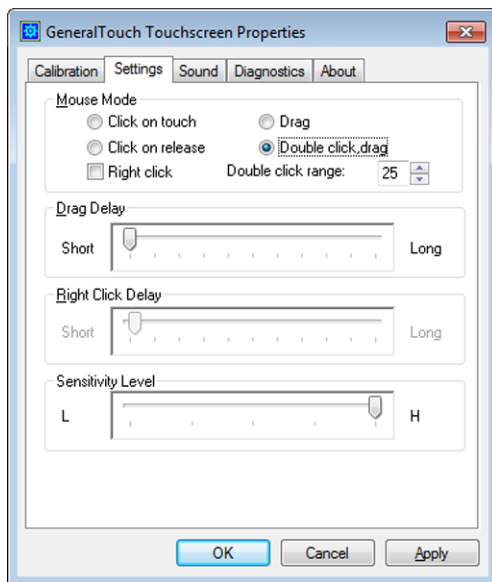 GeneralTouch Touchscreen Properties
Calibration Settings Sound Diagnostics About
Mouse Mode
Click on touch Drag
Click on release Double click,drag
Right click Double click range: 25
Drag Delay
Short Long
Right Click Delay
Short Long
Sensitivity Level
L H
OK Cancel Apply